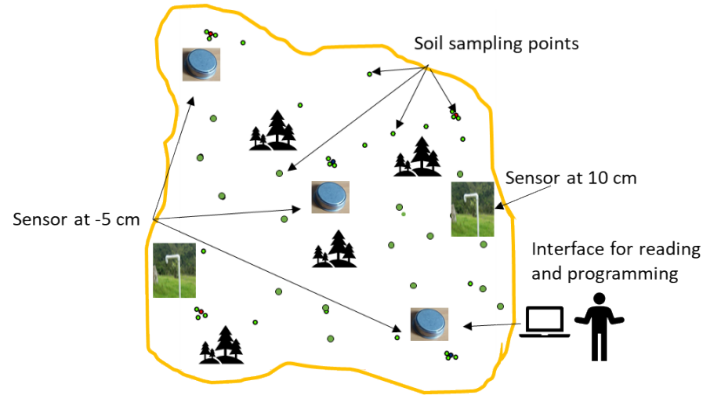 Soil sampling points
Sensor at 10 cm
Sensor at -5 cm
Interface for reading
and programming